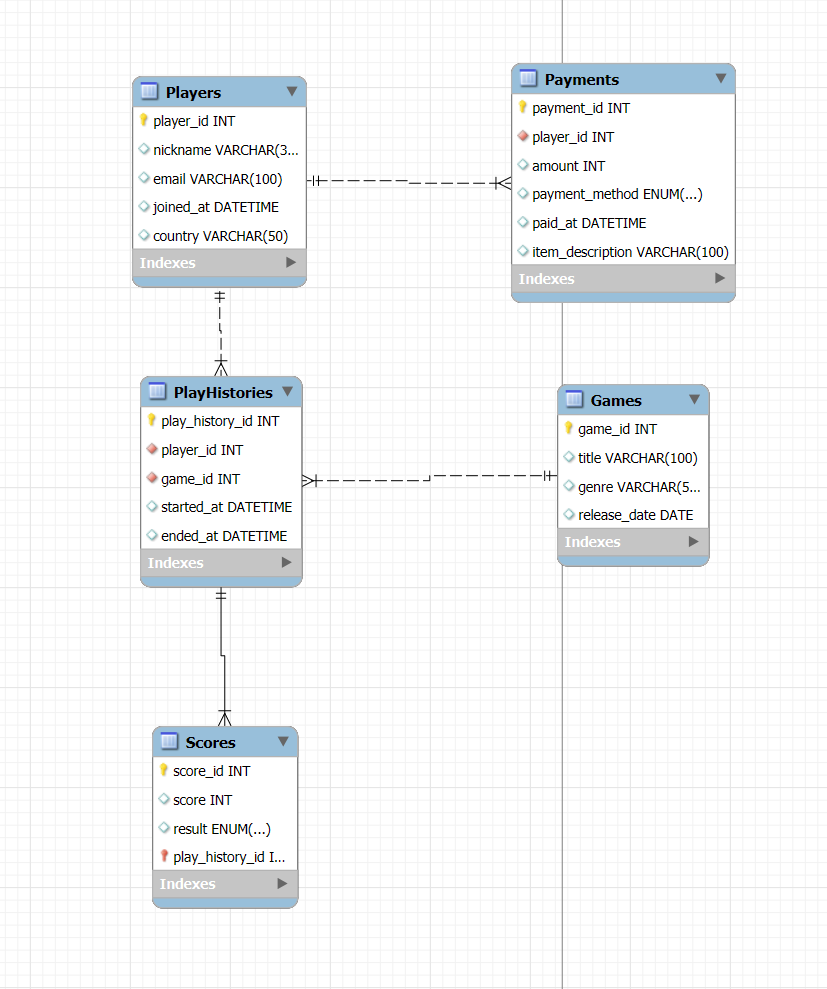 Players
player_id INT
nickname VARCHAR(3...
email VARCHAR(100)
joined_at DATETIME
country VARCHAR(50)
Indexes
Payments
payment_id INT
player_id INT
amount INT
payment_method ENUM(...)
paid_at DATETIME
item_description VARCHAR(100)
Indexes
PlayHistories
play_history_id INT
player_id INT
game_id INT
started_at DATETIME
ended_at DATETIME
Indexes
Games
game_id INT
title VARCHAR(100)
genre VARCHAR(5...
release_date DATE
Indexes
Scores
score_id INT
score INT
result ENUM(...)
play_history_id I...
Indexes